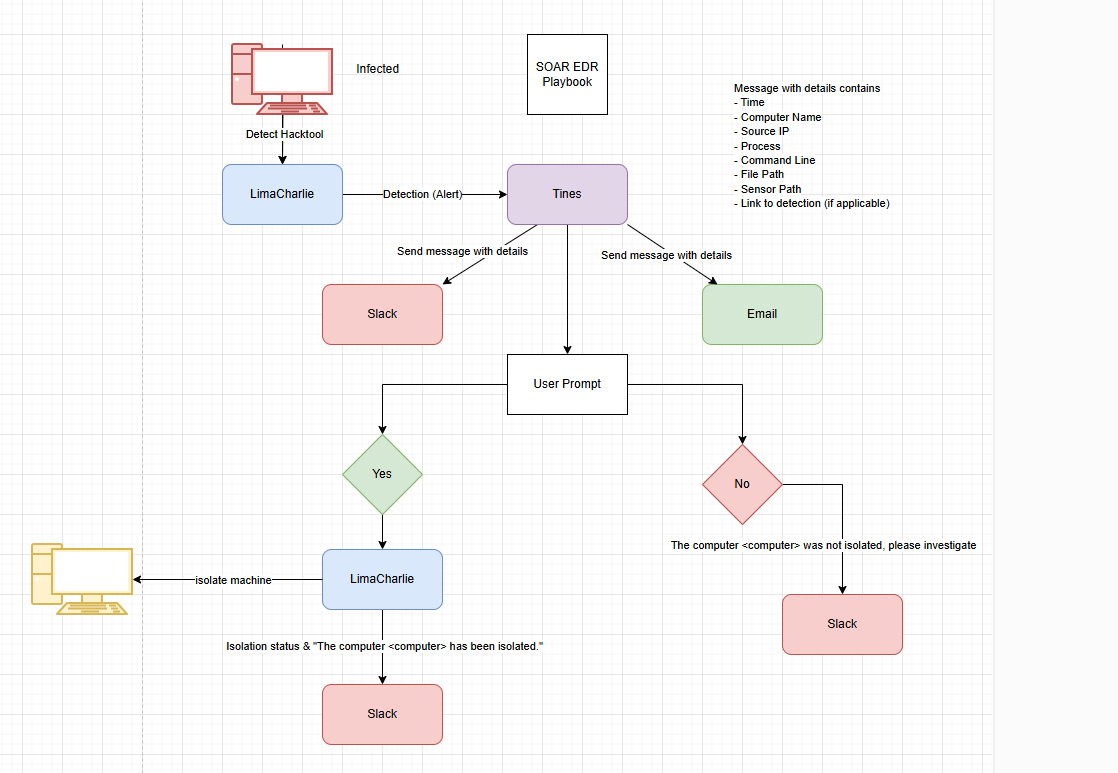 Infected
SOAR EDR
Playbook
Message with details contains
- Time
- Computer Name
- Source IP
- Process
- Command Line
- File Path
- Sensor Path
- Link to detection (if applicable)
Detect Hacktool
LimaCharlie
Detection (Alert)
Tines
Send message with details
Send message with details
Slack
Email
User Prompt
Yes
No
The computer <computer> was not isolated, please investigate
isolate machine
LimaCharlie
Slack
Isolation status & "The computer <computer> has been isolated."
Slack